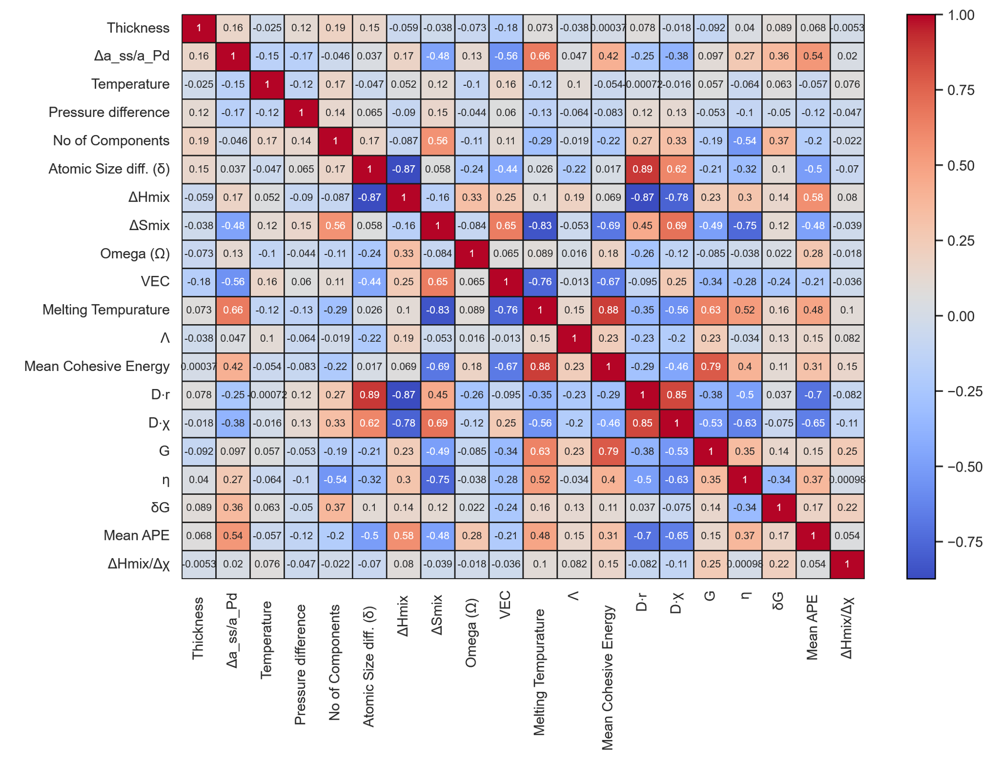 Thickness 1 0.16 -0.025 0.12 0.19 0.15 -0.059 -0.038 -0.073 -0.18 0.073 -0.038 0.00037 0.078 -0.018 -0.092 0.04 0.089 0.068 -0.0053
Δa_ss/a_Pd 0.16 1 -0.15 -0.17 -0.046 0.037 0.17 -0.48 0.13 -0.56 0.66 0.047 0.42 -0.25 -0.38 0.097 0.27 0.36 0.54 0.02
Temperature -0.025 -0.15 1 -0.12 0.17 -0.047 0.052 0.12 -0.1 0.16 -0.12 0.1 -0.054 -0.00072 -0.016 0.057 -0.064 0.063 -0.057 0.076
Pressure difference 0.12 -0.17 -0.12 1 0.14 0.065 -0.09 0.15 -0.044 0.06 -0.13 -0.064 -0.083 0.12 0.13 -0.053 -0.1 -0.05 -0.12 -0.047
No of Components 0.19 -0.046 0.17 0.14 1 0.17 -0.087 0.56 -0.11 0.11 -0.29 -0.019 -0.22 0.27 0.33 -0.19 -0.54 0.37 -0.2 -0.022
Atomic Size diff. (δ) 0.15 0.037 -0.047 0.065 0.17 1 -0.87 0.058 -0.24 -0.44 0.026 -0.22 0.017 0.89 0.62 -0.21 -0.32 0.1 -0.5 -0.07
ΔHmix -0.059 0.17 0.052 -0.09 -0.087 -0.87 1 -0.16 0.33 0.25 0.1 0.19 0.069 -0.87 -0.78 0.23 0.3 0.14 0.58 0.08
ΔSmix -0.038 -0.48 0.12 0.15 0.56 0.058 -0.16 1 -0.084 0.65 -0.83 -0.053 -0.69 0.45 0.69 -0.49 -0.75 0.12 -0.48 -0.039
Omega (Ω) -0.073 0.13 -0.1 -0.044 -0.11 -0.24 0.33 -0.084 1 0.065 0.089 0.016 0.18 -0.26 -0.12 -0.085 -0.038 0.022 0.28 -0.018
VEC -0.18 -0.56 0.16 0.06 0.11 -0.44 0.25 0.65 0.065 1 -0.76 -0.013 -0.67 -0.095 0.25 -0.34 -0.28 -0.24 -0.21 -0.036
Melting Tempurature 0.073 0.66 -0.12 -0.13 -0.29 0.026 0.1 -0.83 0.089 -0.76 1 0.15 0.88 -0.35 -0.56 0.63 0.52 0.16 0.48 0.1
Λ -0.038 0.047 0.1 -0.064 -0.019 -0.22 0.19 -0.053 0.016 -0.013 0.15 1 0.23 -0.23 -0.2 0.23 -0.034 0.13 0.15 0.082
Mean Cohesive Energy 0.00037 0.42 -0.054 -0.083 -0.22 0.017 0.069 -0.69 0.18 -0.67 0.88 0.23 1 -0.29 -0.46 0.79 0.4 0.11 0.31 0.15
D·r 0.078 -0.25 -0.00072 0.12 0.27 0.89 -0.87 0.45 -0.26 -0.095 -0.35 -0.23 -0.29 1 0.85 -0.38 -0.5 0.037 -0.7 -0.082
D·χ -0.018 -0.38 -0.016 0.13 0.33 0.62 -0.78 0.69 -0.12 0.25 -0.56 -0.2 -0.46 0.85 1 -0.53 -0.63 -0.075 -0.65 -0.11
G -0.092 0.097 0.057 -0.053 -0.19 -0.21 0.23 -0.49 -0.085 -0.34 0.63 0.23 0.79 -0.38 -0.53 1 0.35 0.14 0.15 0.25
η 0.04 0.27 -0.064 -0.1 -0.54 -0.32 0.3 -0.75 -0.038 -0.28 0.52 -0.034 0.4 -0.5 -0.63 0.35 1 -0.34 0.37 0.00098
δG 0.089 0.36 0.063 -0.05 0.37 0.1 0.14 0.12 0.022 -0.24 0.16 0.13 0.11 0.037 -0.075 0.14 -0.34 1 0.17 0.22
Mean APE 0.068 0.54 -0.057 -0.12 -0.2 -0.5 0.58 -0.48 0.28 -0.21 0.48 0.15 0.31 -0.7 -0.65 0.15 0.37 0.17 1 0.054
ΔHmix/Δχ -0.0053 0.02 0.076 -0.047 -0.022 -0.07 0.08 -0.039 -0.018 -0.036 0.1 0.082 0.15 -0.082 -0.11 0.25 0.00098 0.22 0.054 1
Thickness
Δa_ss/a_Pd
Temperature
Pressure difference
No of Components
Atomic Size diff. (δ)
ΔHmix
ΔSmix
Omega (Ω)
VEC
Melting Tempurature
Λ
Mean Cohesive Energy
D·r
D·χ
G
η
δG
Mean APE
ΔHmix/Δχ
1.00
0.75
0.50
0.25
0.00
−0.25
−0.50
−0.75